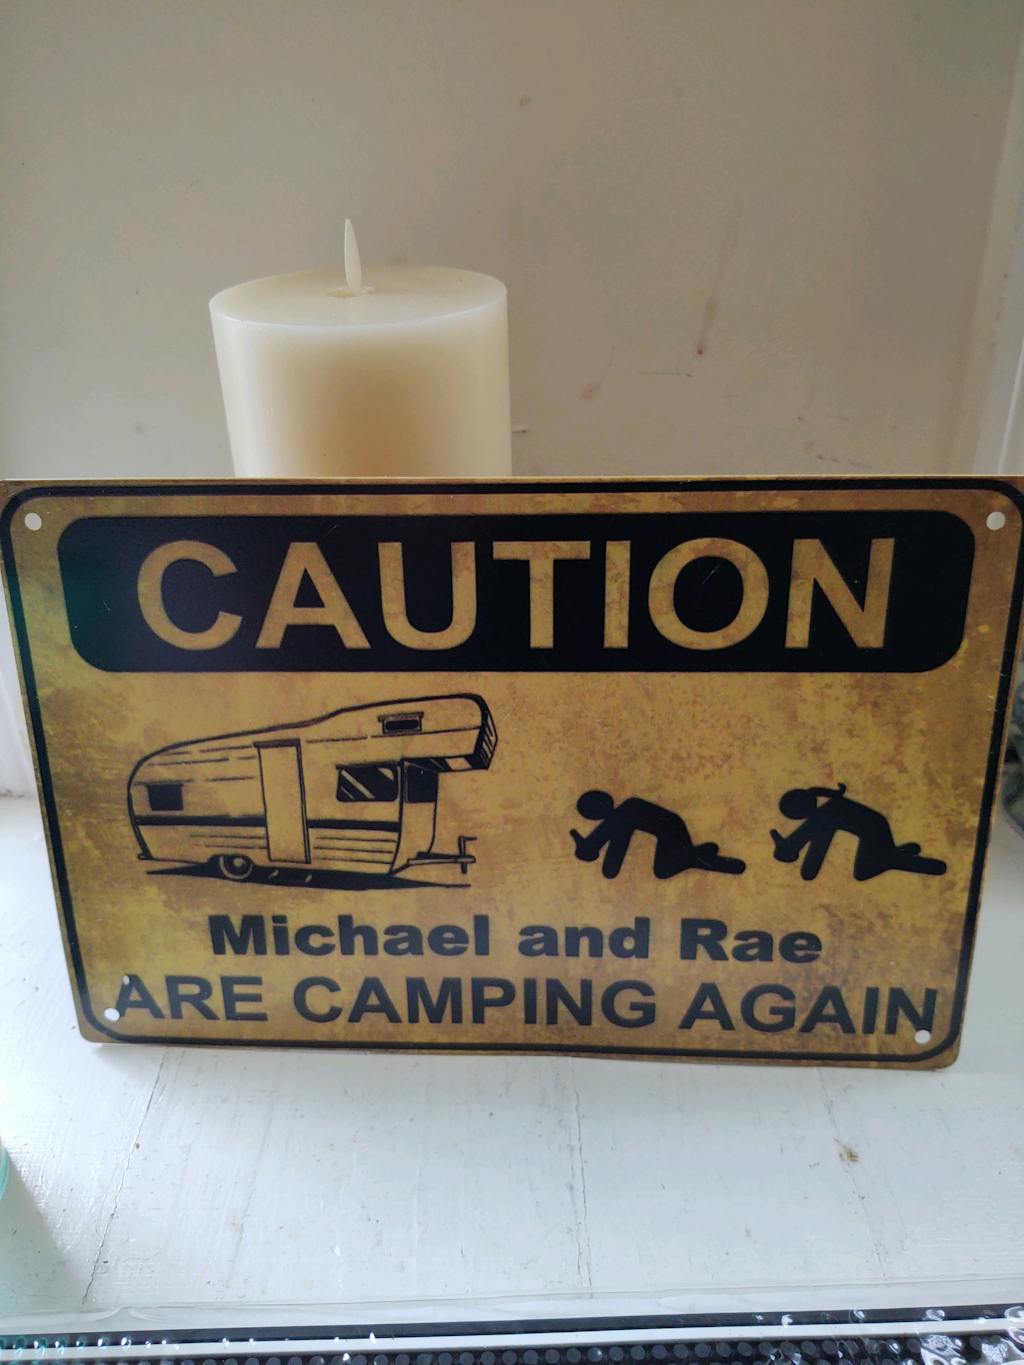 CAUTION
Michael and Rae
ARE CAMPING AGAIN